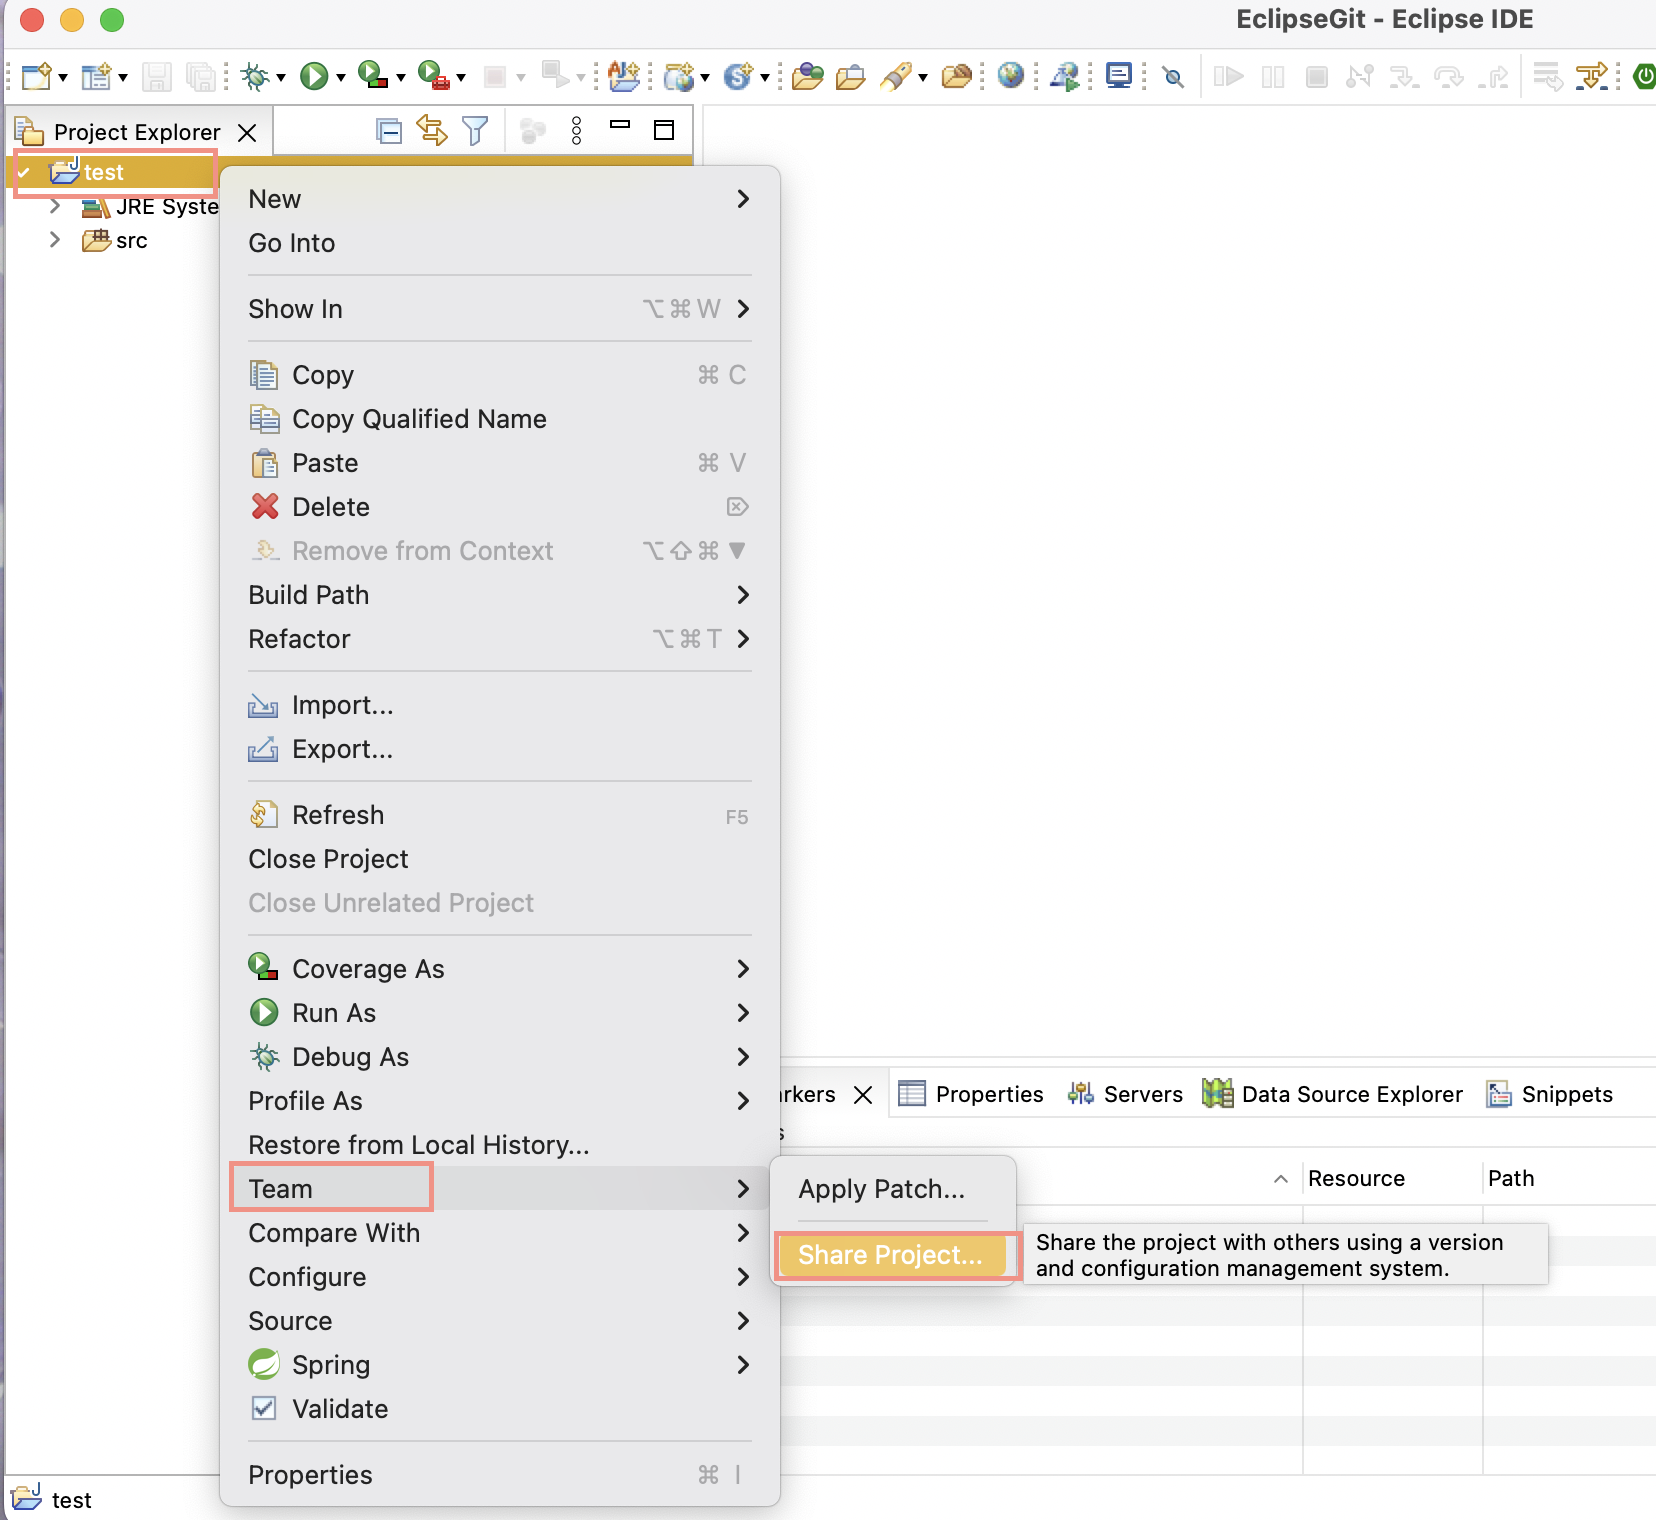 EclipseGit - Eclipse IDE
Project Explorer
test
JRE Syste
src
New
Go Into
Show In ⌥⌘W
Copy ⌘ C
Copy Qualified Name
Paste ⌘ V
Delete ⌦
Remove from Context ⌥⇧⌘▼
Build Path
Refactor ⌥⌘T
Import...
Export...
Refresh F5
Close Project
Close Unrelated Project
Coverage As
Run As
Debug As
Profile As
Restore from Local History...
Team
Compare With
Configure
Source
Spring
Validate
Properties ⌘ I
Apply Patch...
Share Project...
Share the project with others using a version
and configuration management system.
rkers Properties Servers Data Source Explorer Snippets
s
Resource Path
test